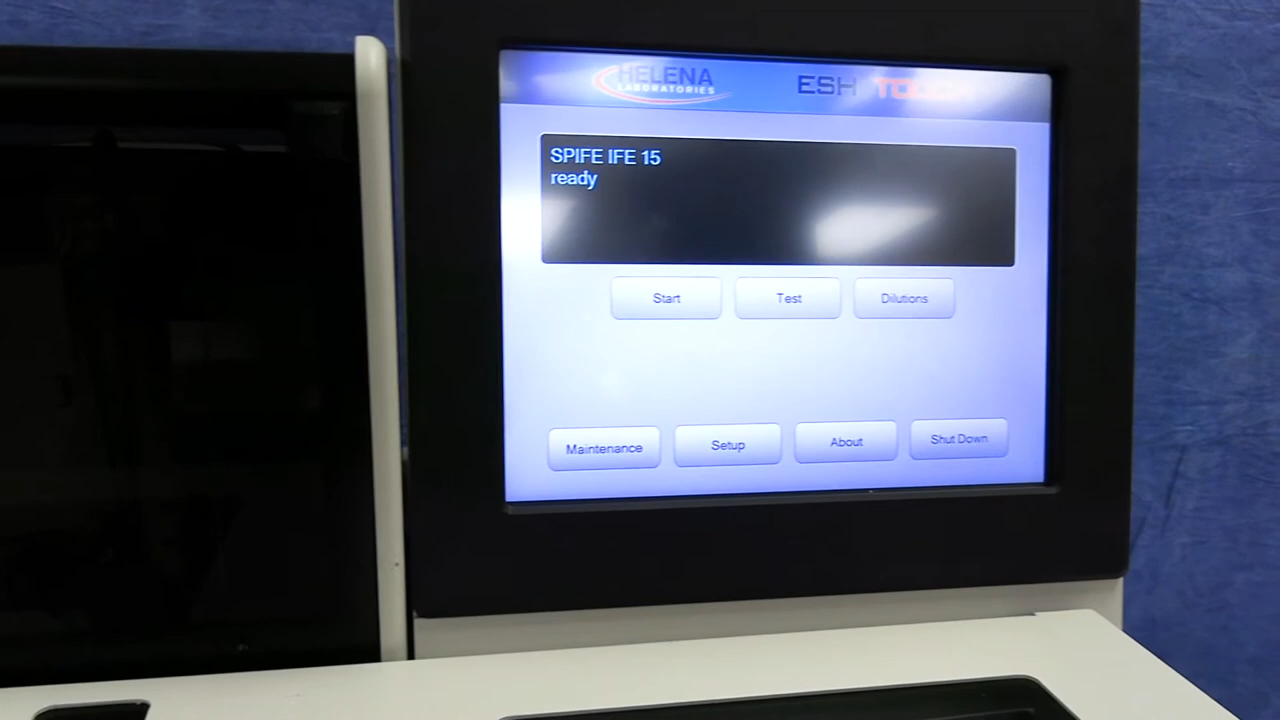 HELENA
LABORATORIES
ESH
SPIFE IFE 15
ready
Start
Test
Dilutions
Maintenance
Setup
About
Shut Down